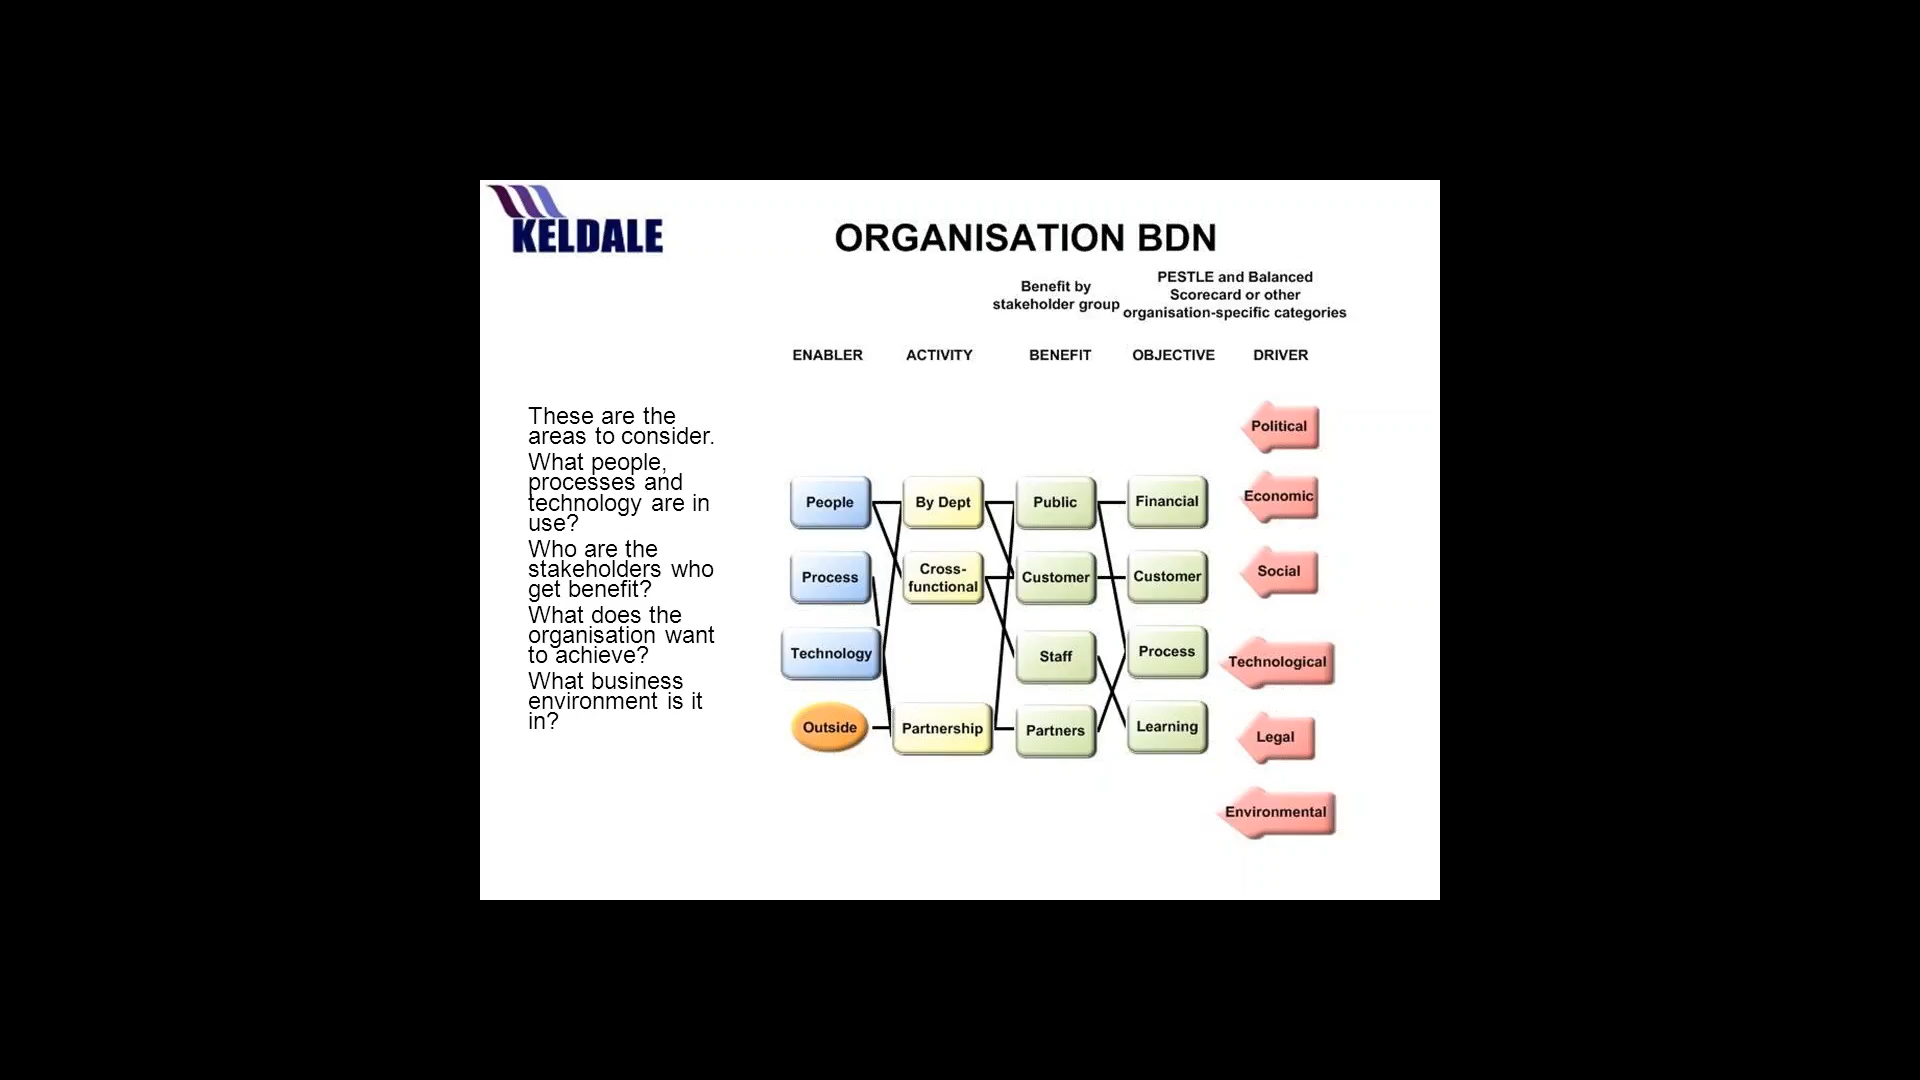 KELDALE
ORGANISATION BDN
Benefit by
stakeholder group
PESTLE and Balanced
Scorecard or other
organisation-specific categories
ENABLER ACTIVITY BENEFIT OBJECTIVE DRIVER
These are the
areas to consider.
What people,
processes and
technology are in
use?
Who are the
stakeholders who
get benefit?
What does the
organisation want
to achieve?
What business
environment is it
in?
People
Process
Technology
Outside
By Dept
Cross-
functional
Partnership
Public
Customer
Staff
Partners
Financial
Customer
Process
Learning
Political
Economic
Social
Technological
Legal
Environmental